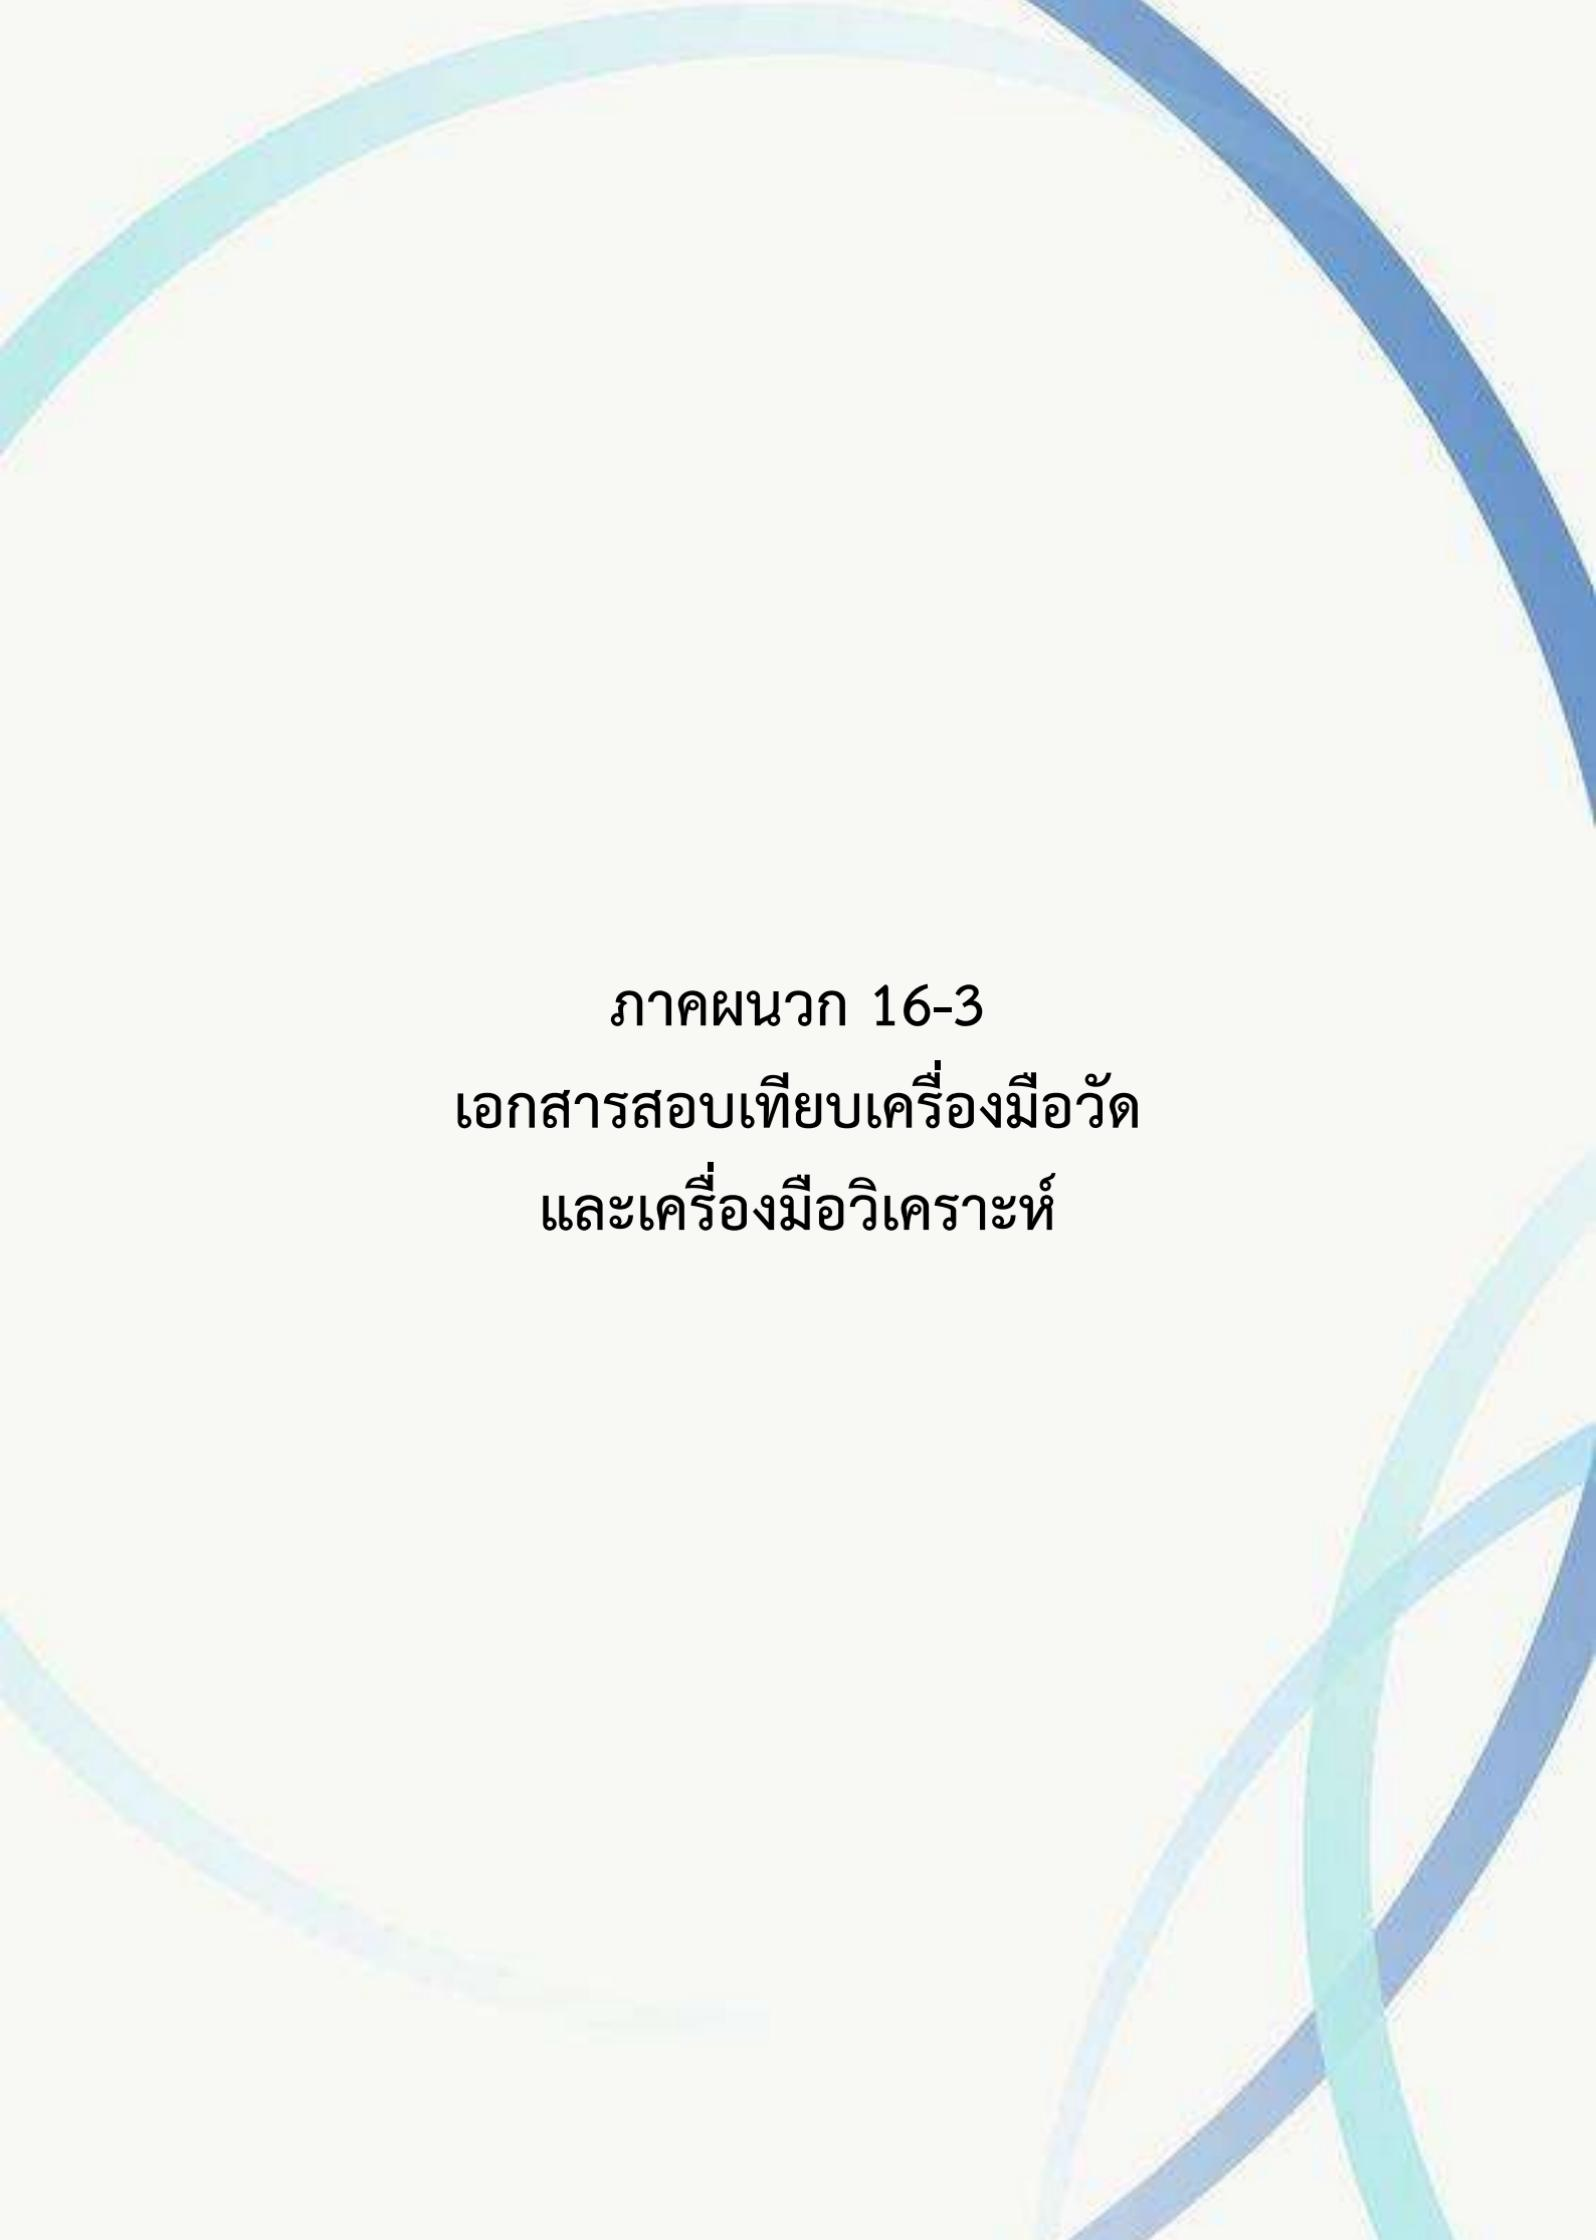 ภาคผนวก 16-3
เอกสารสอบเทียบเครื่องมือวัด
และเครื่องมือวิเคราะห์